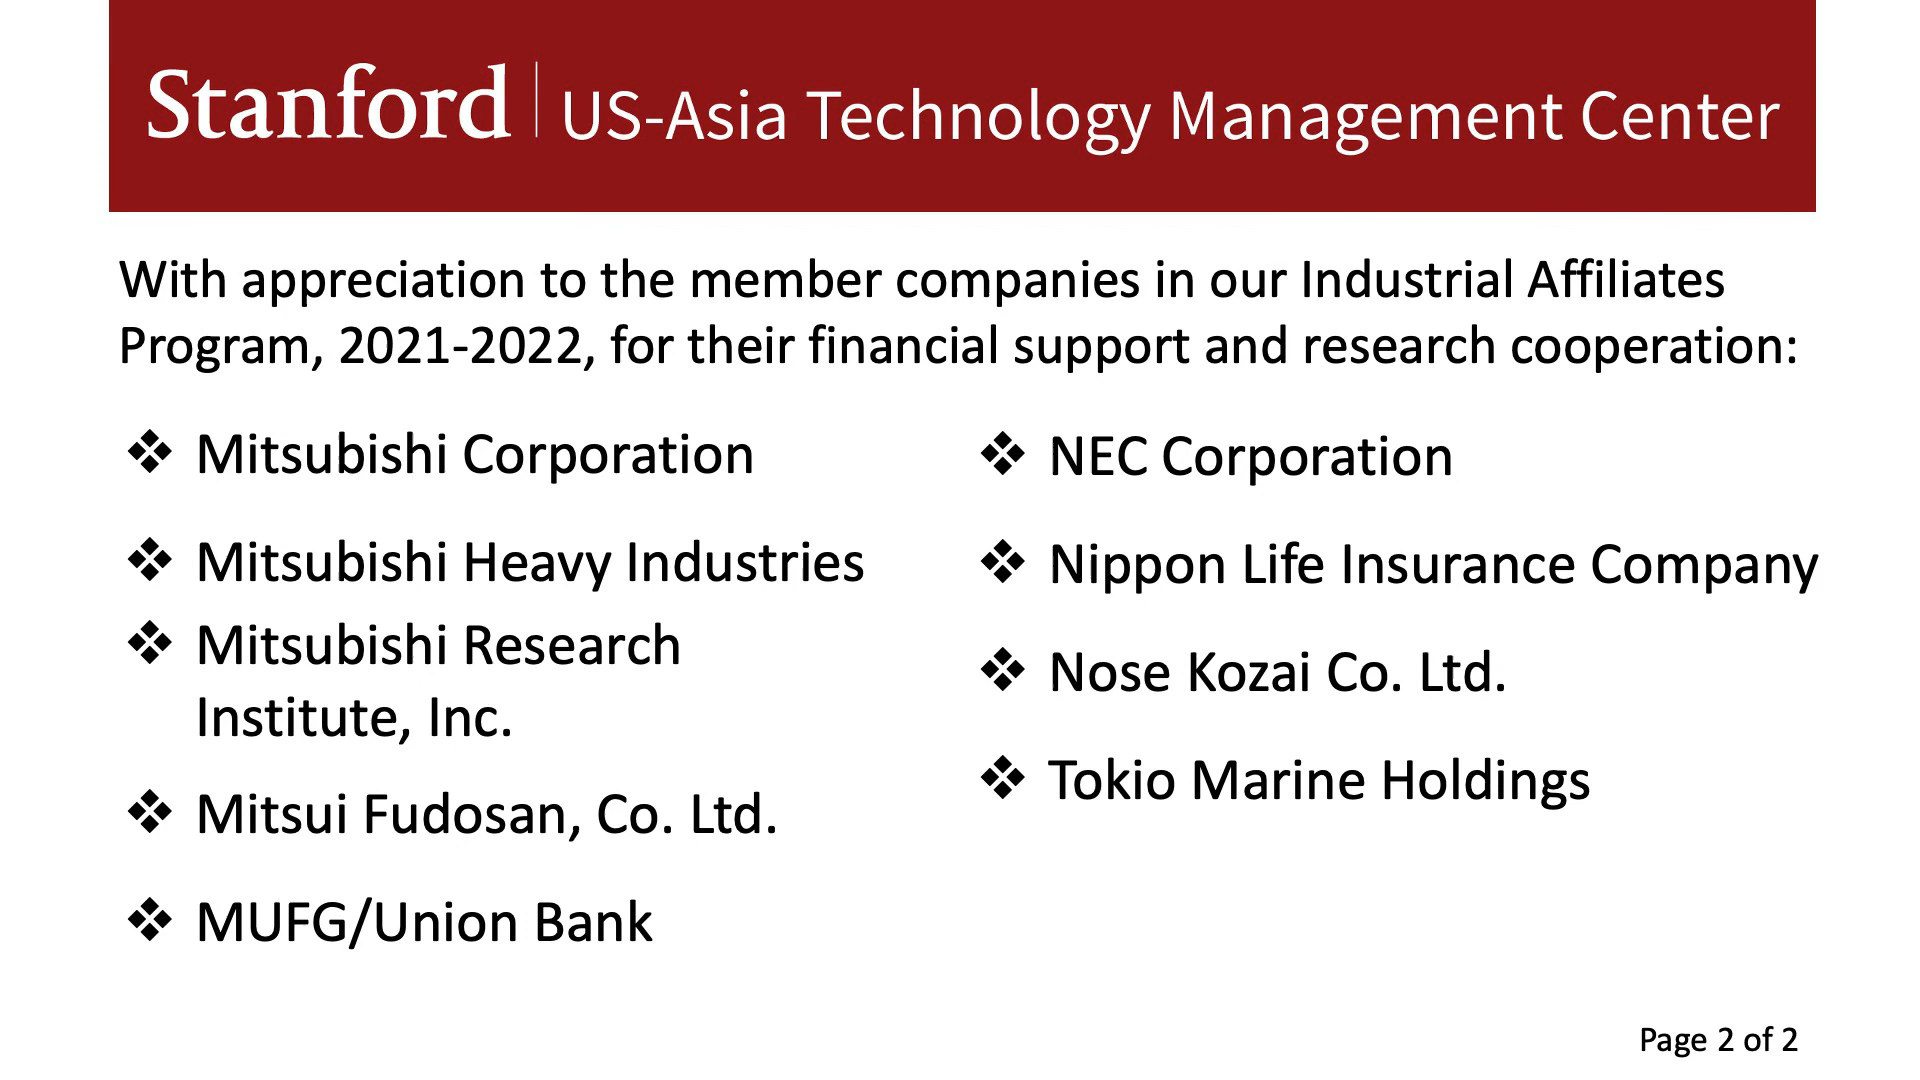 Stanford | US-Asia Technology Management Center
With appreciation to the member companies in our Industrial Affiliates
Program, 2021-2022, for their financial support and research cooperation:
❖ Mitsubishi Corporation
❖ Mitsubishi Heavy Industries
❖ Mitsubishi Research
Institute, Inc.
❖ Mitsui Fudosan, Co. Ltd.
❖ MUFG/Union Bank
❖ NEC Corporation
❖ Nippon Life Insurance Company
❖ Nose Kozai Co. Ltd.
❖ Tokio Marine Holdings
Page 2 of 2